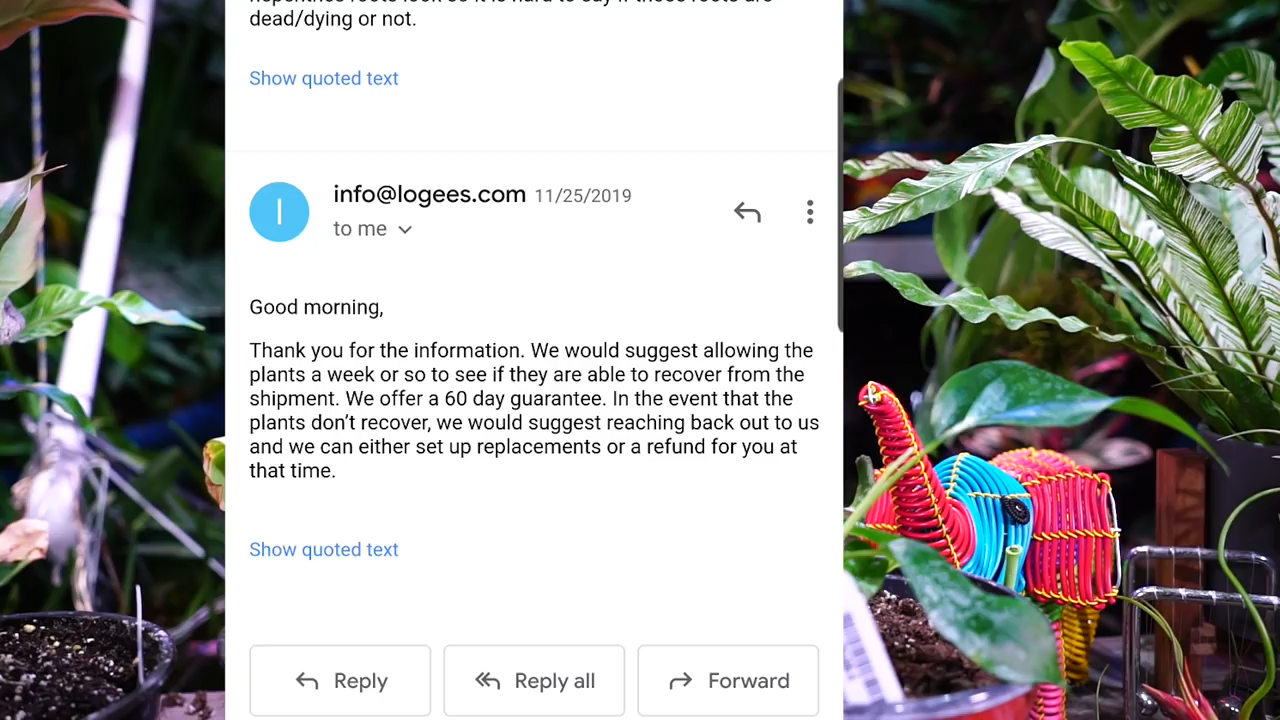 dead/dying or not.
Show quoted text
I
info@logees.com 11/25/2019
to me
Good morning,
Thank you for the information. We would suggest allowing the
plants a week or so to see if they are able to recover from the
shipment. We offer a 60 day guarantee. In the event that the
plants don’t recover, we would suggest reaching back out to us
and we can either set up replacements or a refund for you at
that time.
Show quoted text
Reply
Reply all
Forward